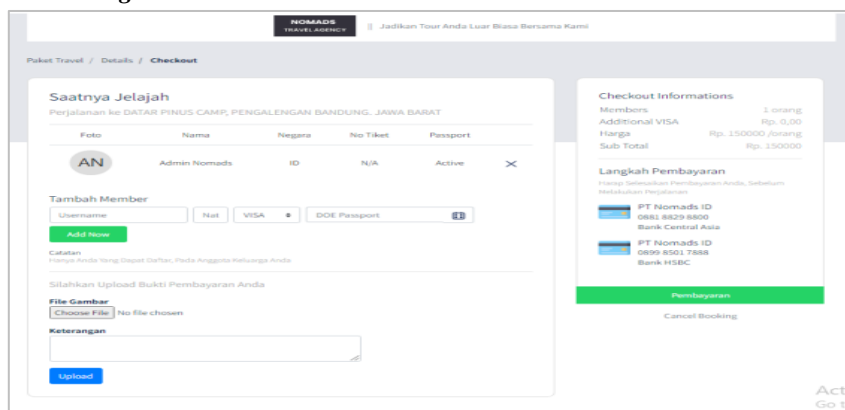 NOMADS
TRAVEL AGENCY
|| Jadikan Tour Anda Luar Biasa Bersama Kami
Paket Travel / Details / Checkout
Saatnya Jelajah
Perjalanan ke DATAR PINUS CAMP, PENGALENGAN BANDUNG. JAWA BARAT
Foto Nama Negara No Tiket Passport
AN Admin Nomads ID N/A Active ×
Tambah Member
Username Nat VISA DOE Passport
Add Now
Catatan
Hanya Anda Yang Dapat Daftar, Pada Anggota Keluarga Anda
Silahkan Upload Bukti Pembayaran Anda
File Gambar
Choose File No file chosen
Keterangan
Upload
Checkout Informations
Members 1 orang
Additional VISA Rp. 0,00
Harga Rp. 150000 /orang
Sub Total Rp. 150000
Langkah Pembayaran
Harap Selesaikan Pembayaran Anda, Sebelum
Melakukan Perjalanan
PT Nomads ID
0881 8829 8800
Bank Central Asia
PT Nomads ID
0899 8501 7888
Bank HSBC
Pembayaran
Cancel Booking
Act
Go t